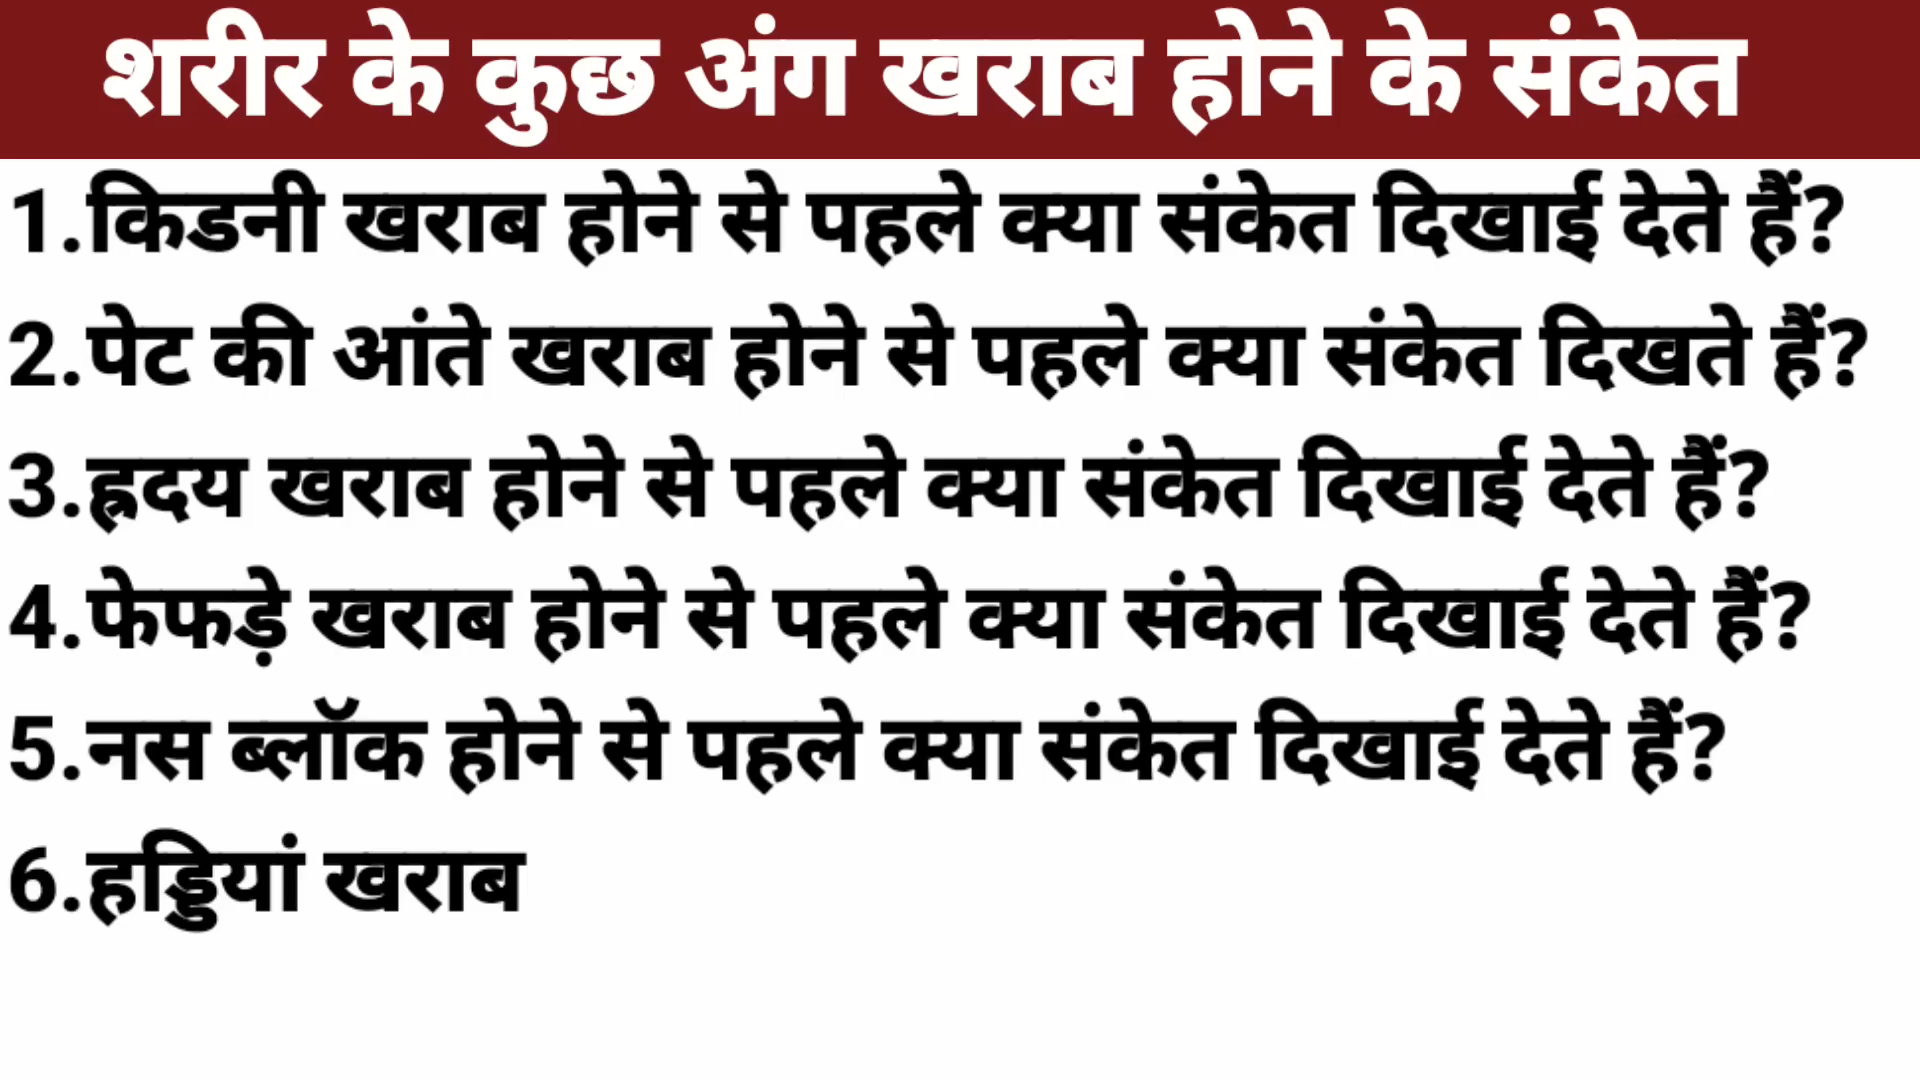 शरीर के कुछ अंग खराब होने के संकेत
1.किडनी खराब होने से पहले क्या संकेत दिखाई देते हैं?
2.पेट की आंते खराब होने से पहले क्या संकेत दिखते हैं?
3.ह्रदय खराब होने से पहले क्या संकेत दिखाई देते हैं?
4.फेफड़े खराब होने से पहले क्या संकेत दिखाई देते हैं?
5.नस ब्लॉक होने से पहले क्या संकेत दिखाई देते हैं?
6.हड्डियां खराब